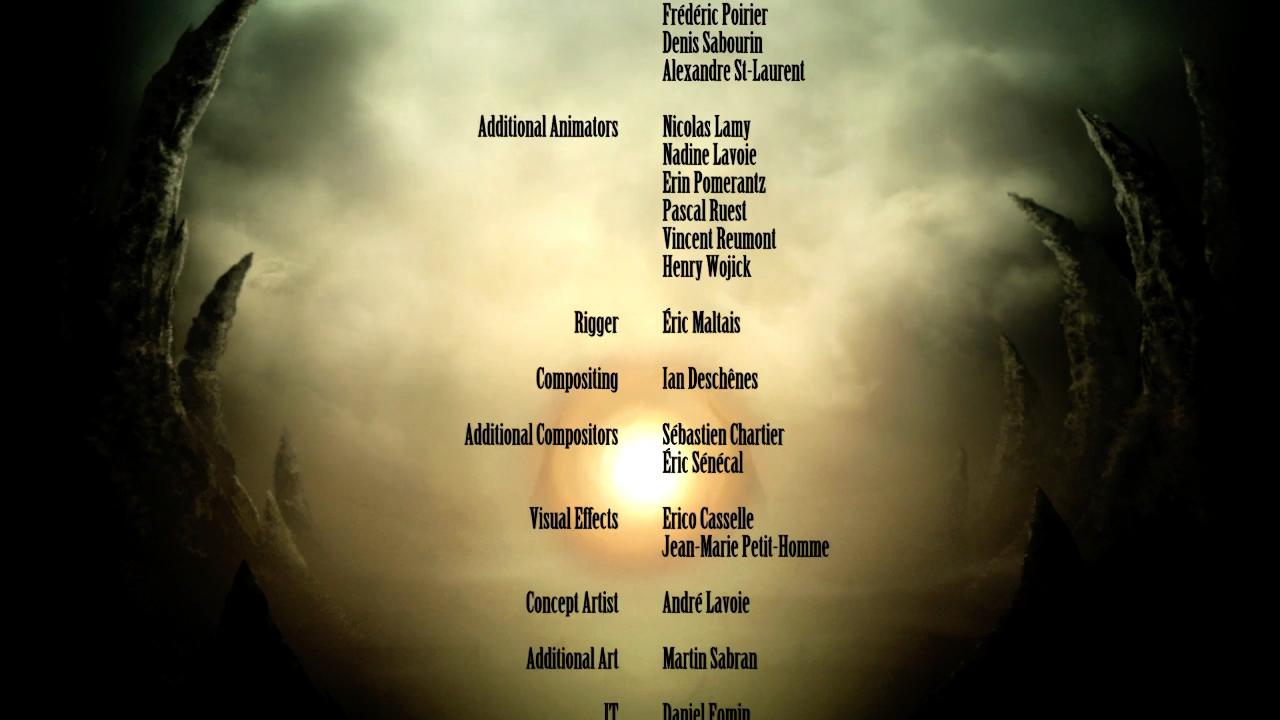 Frédéric Poirier
Denis Sabourin
Alexandre St-Laurent
Additional Animators Nicolas Lamy
Nadine Lavoie
Erin Pomerantz
Pascal Ruest
Vincent Reumont
Henry Wojick
Rigger Éric Maltais
Compositing Ian Deschênes
Additional Compositors Sébastien Chartier
Éric Sénécal
Visual Effects Erico Casselle
Jean-Marie Petit-Homme
Concept Artist André Lavoie
Additional Art Martin Sabran
IT Daniel Fomin